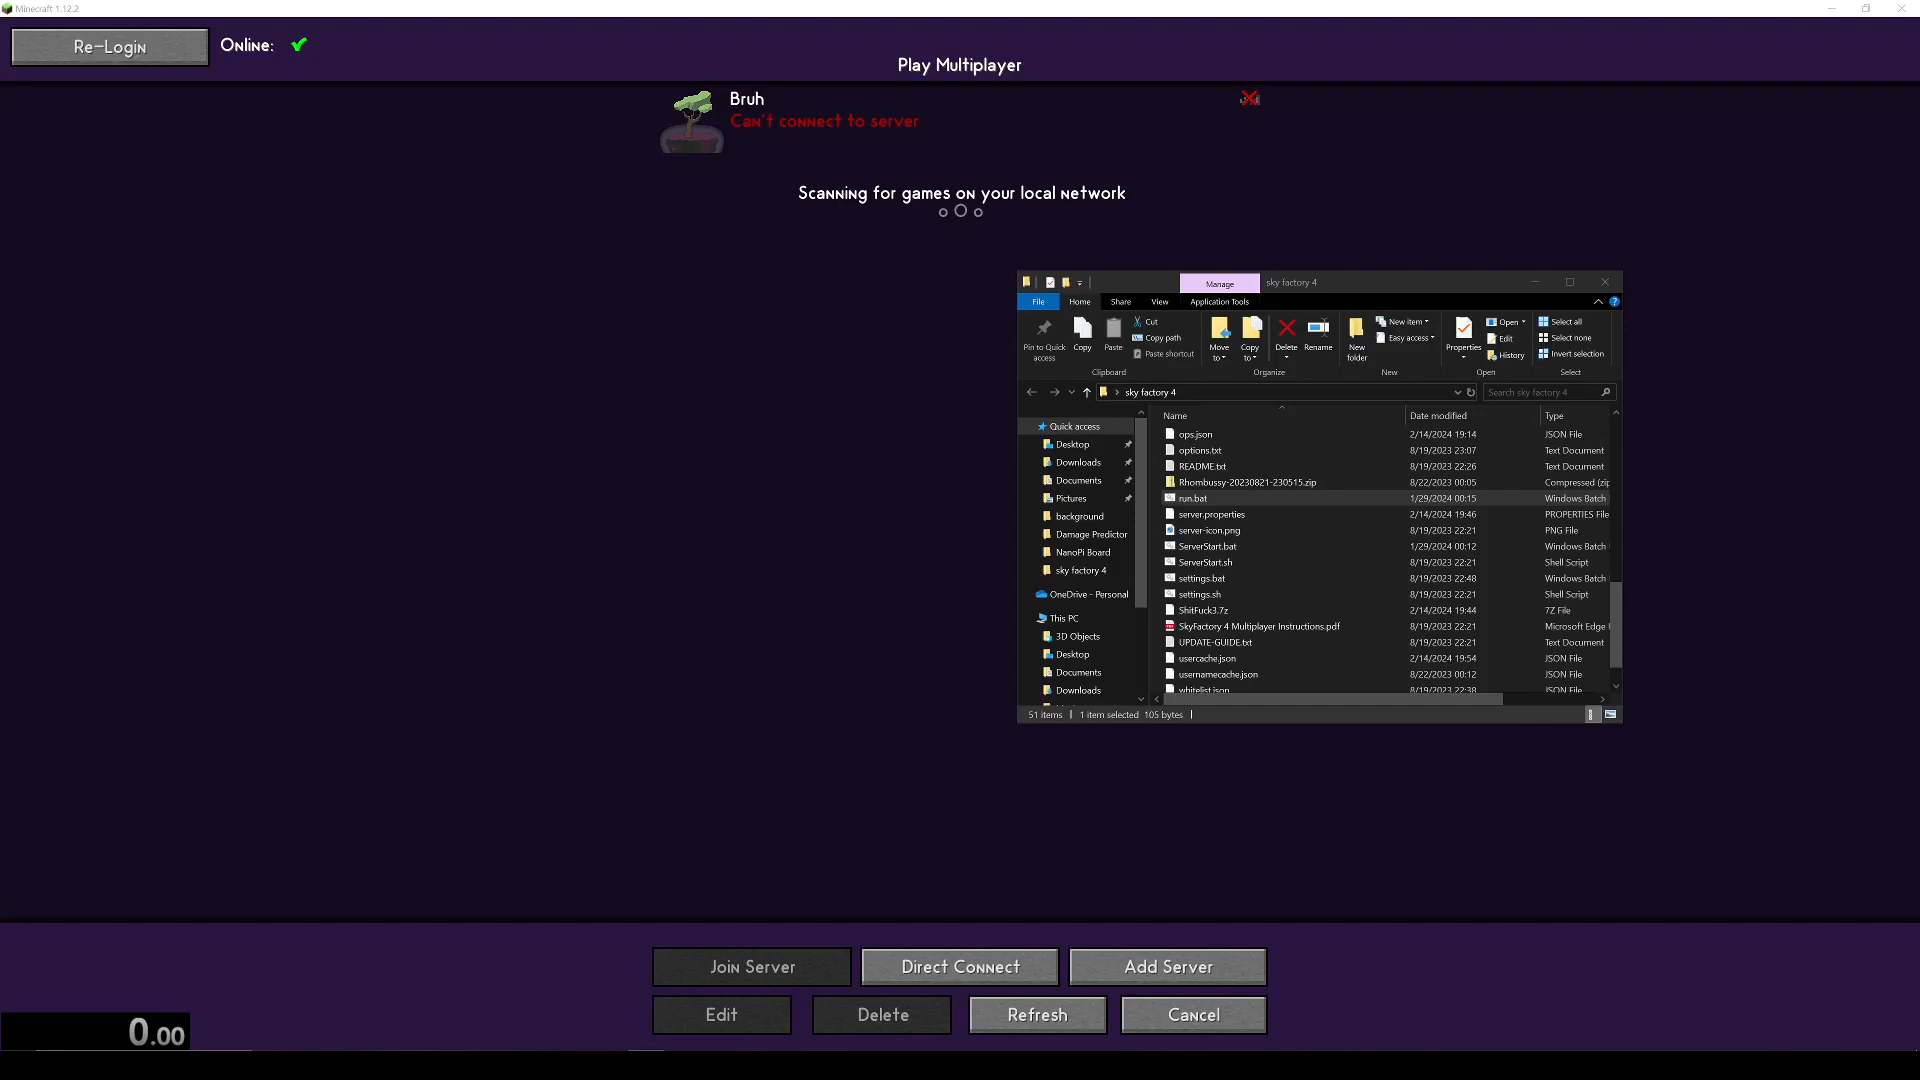 Minecraft 1.12.2
Re-Login
Online:
Play Multiplayer
Bruh
Can't connect to server
Scanning for games on your local network
Manage
sky factory 4
File
Home
Share
View
Application Tools
Pin to Quick access
Copy
Paste
Cut
Copy path
Paste shortcut
Clipboard
Move to
Copy to
Delete
Rename
Organize
New folder
New item
Easy access
New
Properties
Open
Edit
History
Open
Select all
Select none
Invert selection
Select
sky factory 4
Search sky factory 4
Quick access
Desktop
Downloads
Documents
Pictures
background
Damage Predictor
NanoPi Board
sky factory 4
OneDrive - Personal
This PC
3D Objects
Desktop
Documents
Downloads
Name Date modified Type
ops.json 2/14/2024 19:14 JSON File
options.txt 8/19/2023 23:07 Text Document
README.txt 8/19/2023 22:26 Text Document
Rhombussy-20230821-230515.zip 8/22/2023 00:05 Compressed (zip
run.bat 1/29/2024 00:15 Windows Batch
server.properties 2/14/2024 19:46 PROPERTIES File
server-icon.png 8/19/2023 22:21 PNG File
ServerStart.bat 1/29/2024 00:12 Windows Batch
ServerStart.sh 8/19/2023 22:21 Shell Script
settings.bat 8/19/2023 22:48 Windows Batch
settings.sh 8/19/2023 22:21 Shell Script
ShitFuck3.7z 2/14/2024 19:44 7Z File
SkyFactory 4 Multiplayer Instructions.pdf 8/19/2023 22:21 Microsoft Edge
UPDATE-GUIDE.txt 8/19/2023 22:21 Text Document
usercache.json 2/14/2024 19:54 JSON File
usernamecache.json 8/22/2023 00:12 JSON File
whitelist.json 8/19/2023 22:38 JSON File
51 items
1 item selected 105 bytes
Join Server
Direct Connect
Add Server
Edit
Delete
Refresh
Cancel
0.00